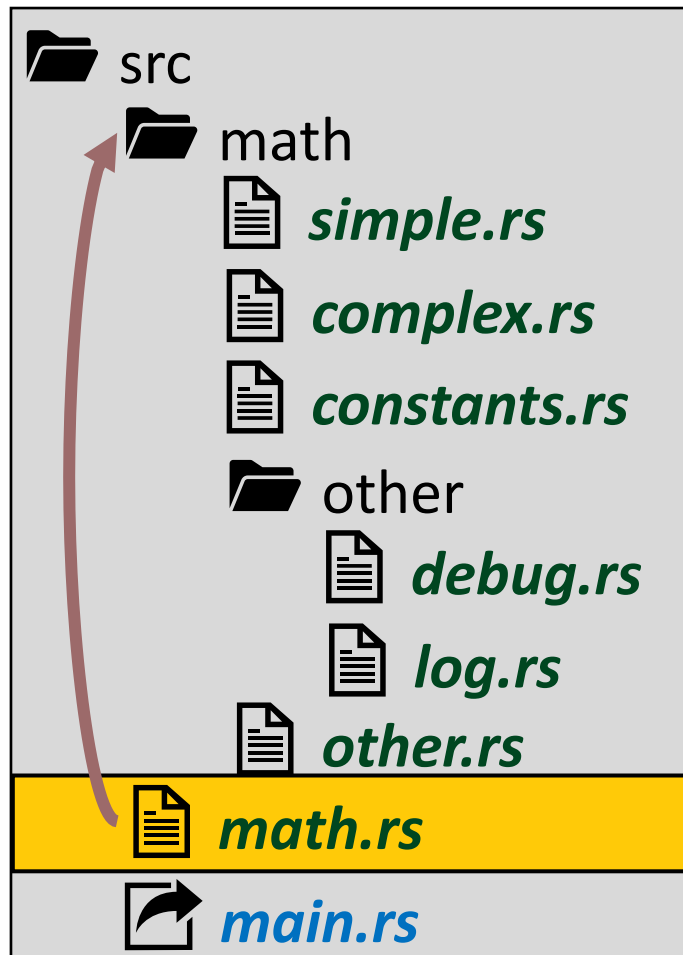 src
math
simple.rs
complex.rs
constants.rs
other
debug.rs
log.rs
other.rs
math.rs
main.rs